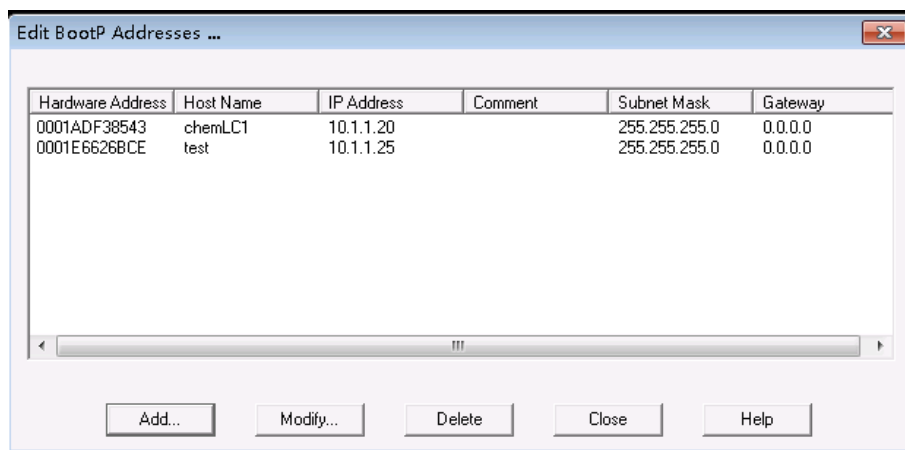 Edit BootP Addresses ...
Hardware Address Host Name IP Address Comment Subnet Mask Gateway
0001ADF38543 chemLC1 10.1.1.20 255.255.255.0 0.0.0.0
0001E6626BCE test 10.1.1.25 255.255.255.0 0.0.0.0
Add... Modify... Delete Close Help